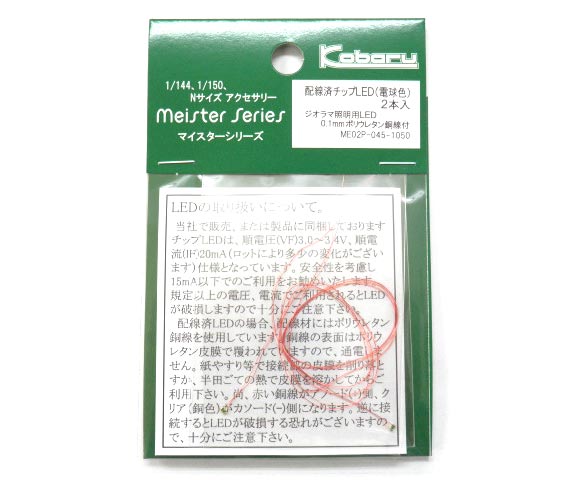 Kobaru
1/144、1/150、
Nサイズ アクセサリー
Meister Series
マイスターシリーズ
配線済チップLED(電球色)
2本入
ジオラマ照明用LED
0.1mmポリウレタン銅線付
ME02P-045-1050
LEDの取り扱いについて。
当社で販売、または製品に同梱しております
チップLEDは、順電圧(VF)3.0~3.4V、順電
流(IF)20mA(ロットにより多少の変化がござい
ます)仕様となっています。安全性を考慮し
15mA以下でのご利用をお勧めいたします。
規定以上の電圧、電流でご利用されるとLED
が破損しますので十分にご注意下さい。
配線済LEDの場合、配線材にはポリウレタン
銅線を使用しています。銅線の表面はポリウ
レタン皮膜で覆われていますので、通電しま
せん。紙やすり等で接続部の皮膜を削り落と
すか、半田ごての熱で皮膜を溶かしてからご
利用下さい。尚、赤い銅線がアノード(+)側、ク
リア(銅色)がカソード(-)側になります。逆に接
続するとLEDが破損する恐れがございますの
で、十分にご注意下さい。